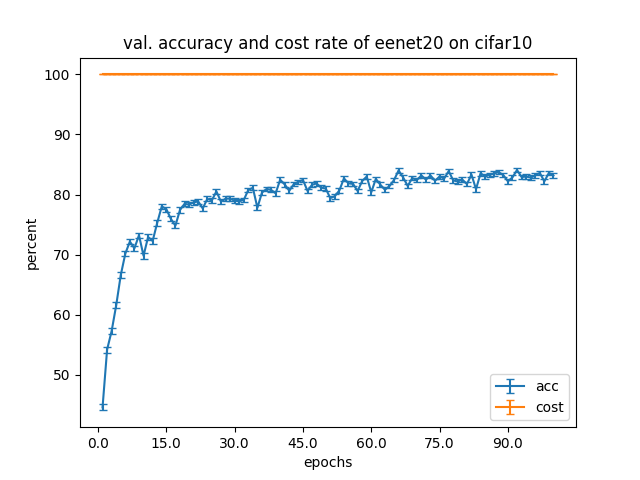 val. accuracy and cost rate of eenet20 on cifar10
100
90
80
70
60
50
percent
acc
cost
0.0 15.0 30.0 45.0 60.0 75.0 90.0
epochs